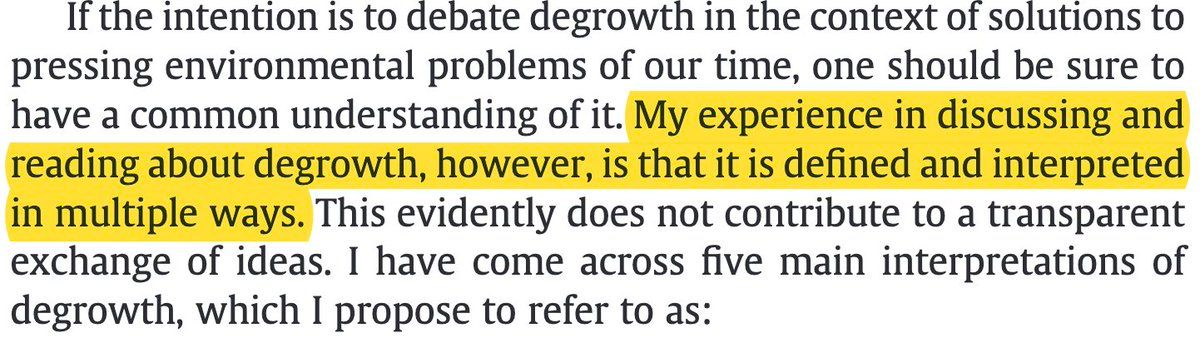 If the intention is to debate degrowth in the context of solutions to
pressing environmental problems of our time, one should be sure to
have a common understanding of it. My experience in discussing and
reading about degrowth, however, is that it is defined and interpreted
in multiple ways. This evidently does not contribute to a transparent
exchange of ideas. I have come across five main interpretations of
degrowth, which I propose to refer to as: